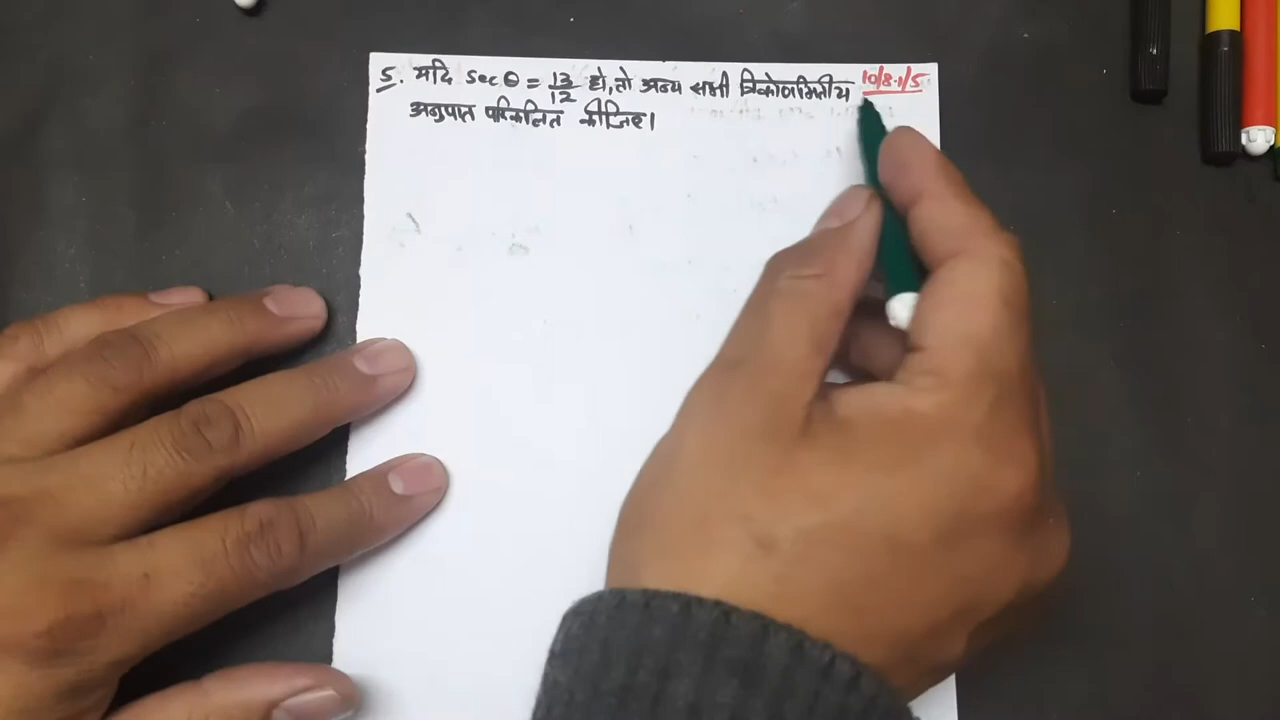 5. यदि sec θ = 13/12 हो, तो अन्य सभी त्रिकोणमितीय 10/8.1/5
अनुपात परिकलित कीजिए।